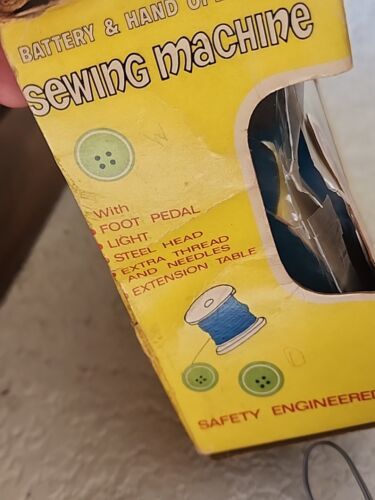 BATTERY & HAND
SEWING MACHINE
With
• FOOT PEDAL
• LIGHT
• STEEL HEAD
• EXTRA THREAD
AND NEEDLES
• EXTENSION TABLE
SAFETY ENGINEERED